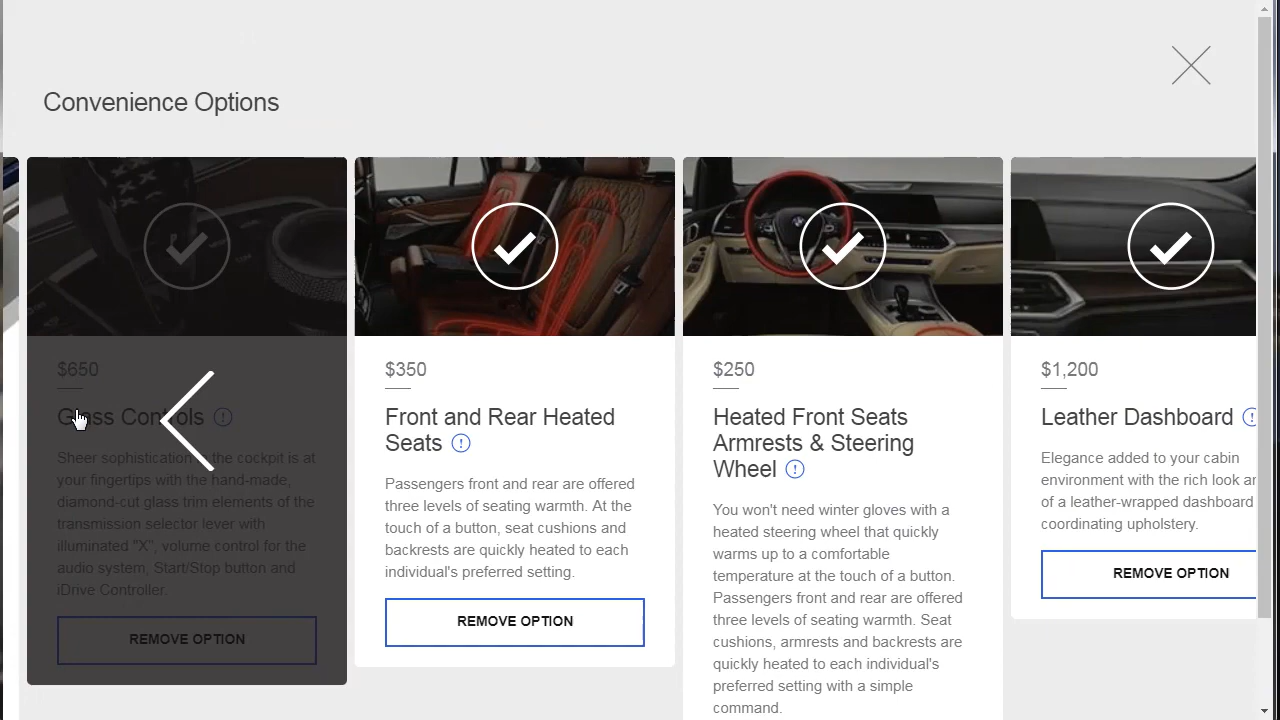 Convenience Options
$650
Glass Controls
Sheer sophistication in the cockpit is at
your fingertips with the hand-made,
diamond-cut glass trim elements of the
transmission selector lever with
illuminated "X", volume control for the
audio system, Start/Stop button and
iDrive Controller.
REMOVE OPTION
$350
Front and Rear Heated
Seats
Passengers front and rear are offered
three levels of seating warmth. At the
touch of a button, seat cushions and
backrests are quickly heated to each
individual's preferred setting.
REMOVE OPTION
$250
Heated Front Seats
Armrests & Steering
Wheel
You won't need winter gloves with a
heated steering wheel that quickly
warms up to a comfortable
temperature at the touch of a button.
Passengers front and rear are offered
three levels of seating warmth. Seat
cushions, armrests and backrests are
quickly heated to each individual's
preferred setting with a simple
command.
$1,200
Leather Dashboard
Elegance added to your cabin
environment with the rich look
of a leather-wrapped dashboard
coordinating upholstery.
REMOVE OPTION